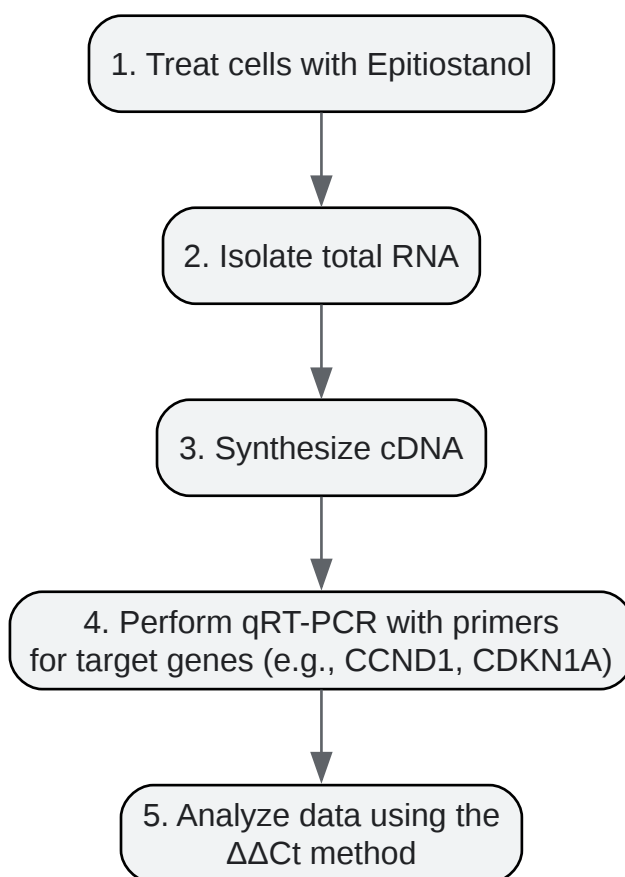 1. Treat cells with Epitiostanol
2. Isolate total RNA
3. Synthesize cDNA
4. Perform qRT-PCR with primers
for target genes (e.g., CCND1, CDKN1A)
5. Analyze data using the
ΔΔCt method